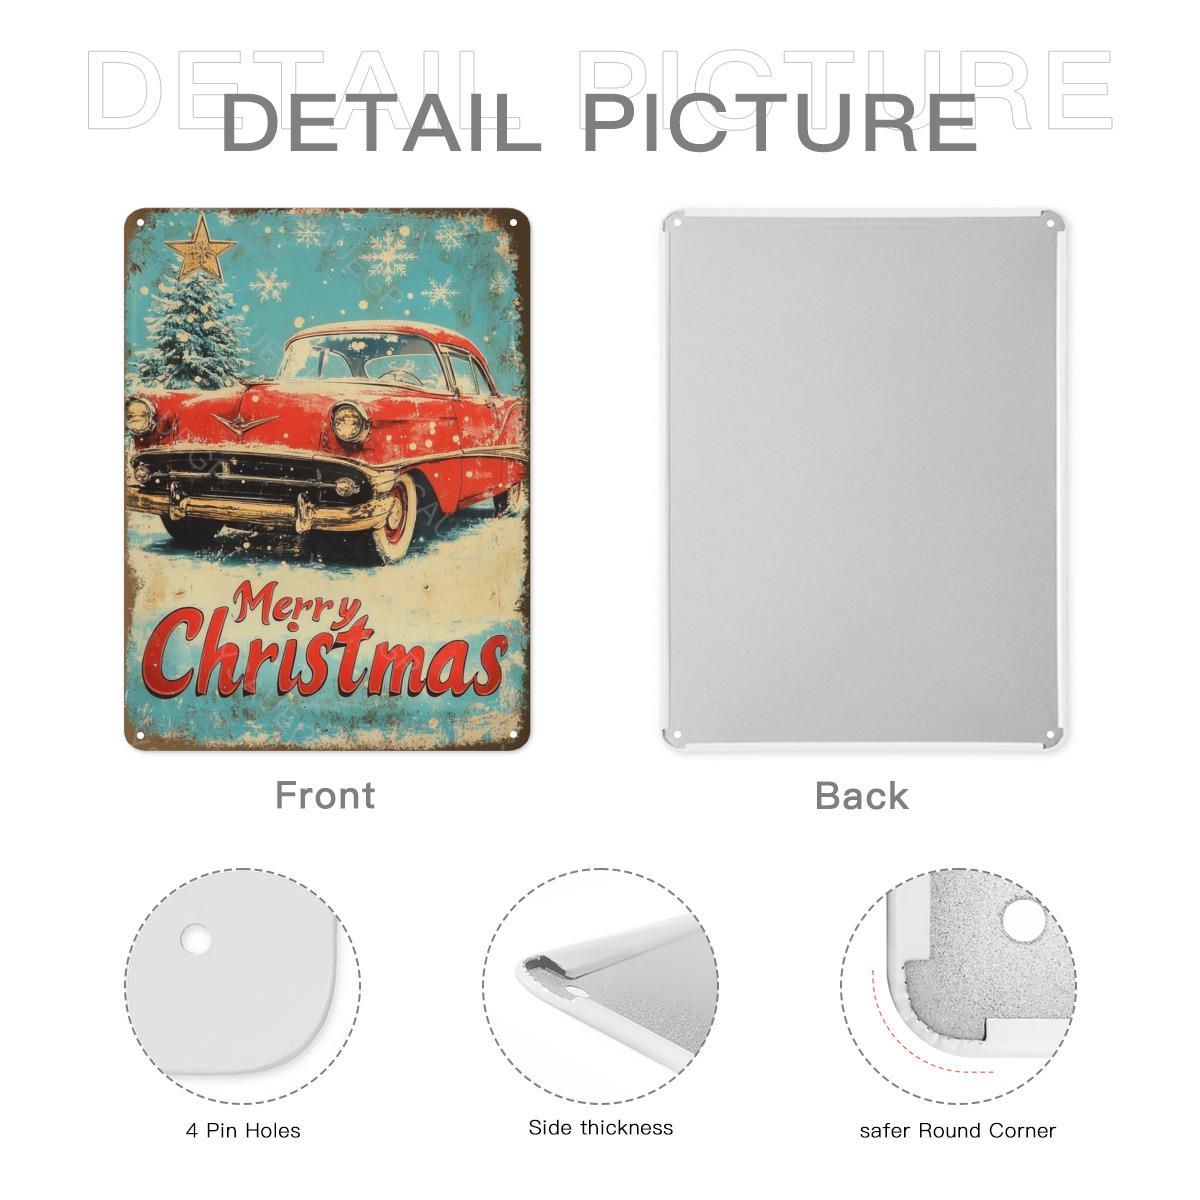 DETAIL PICTURE
DETAIL PICTURE
Merry
Christmas
Front
Back
4 Pin Holes
Side thickness
safer Round Corner